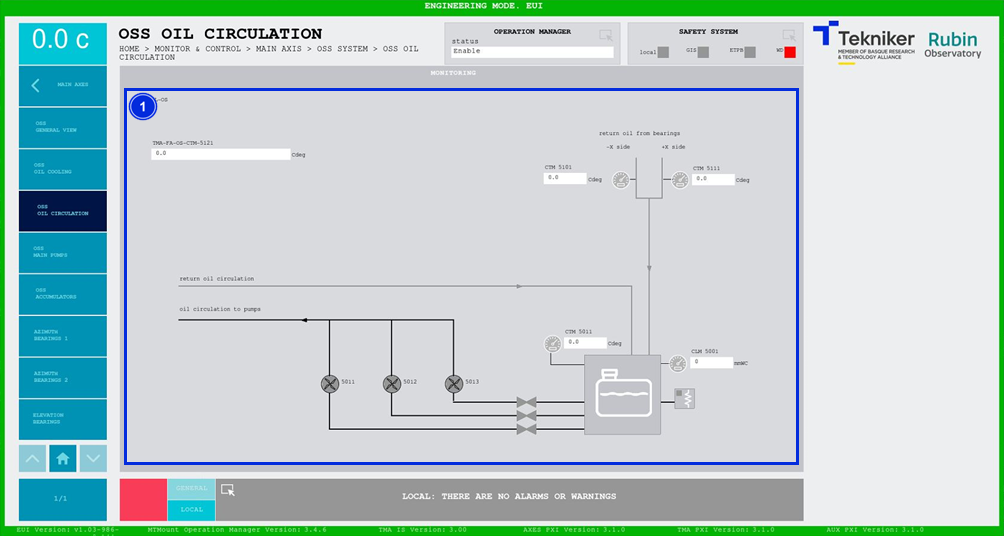 ENGINEERING MODE. EUI
0.0 c
OSS OIL CIRCULATION
HOME > MONITOR & CONTROL > MAIN AXIS > OSS SYSTEM > OSS OIL
CIRCULATION
OPERATION MANAGER
status
Enable
SAFETY SYSTEM
local
GIS
ETPB
WD
Tekniker
MEMBER OF BASQUE RESEARCH
& TECHNOLOGY ALLIANCE
Rubin
Observatory
MAIN AXES
OSS
GENERAL VIEW
OSS
OIL COOLING
OSS
OIL CIRCULATION
OSS
MAIN PUMPS
OSS
ACCUMULATORS
AZIMUTH
BEARINGS 1
AZIMUTH
BEARINGS 2
ELEVATION
BEARINGS
1/1
MONITORING
1
L-OS
TMA-FA-OS-CTM-5121
0.0
Cdeg
return oil from bearings
-X side
+X side
CTM 5101
0.0
Cdeg
CTM 5111
0.0
Cdeg
return oil circulation
oil circulation to pumps
CTM 5011
0.0
Cdeg
CLM 5001
0
mmWC
5011
5012
5013
GENERAL
LOCAL
LOCAL: THERE ARE NO ALARMS OR WARNINGS
EUI Version: v1.03-986-
MTMount Operation Manager Version: 3.4.6
TMA IS Version: 3.00
AXES PXI Version: 3.1.0
TMA PXI Version: 3.1.0
AUX PXI Version: 3.1.0